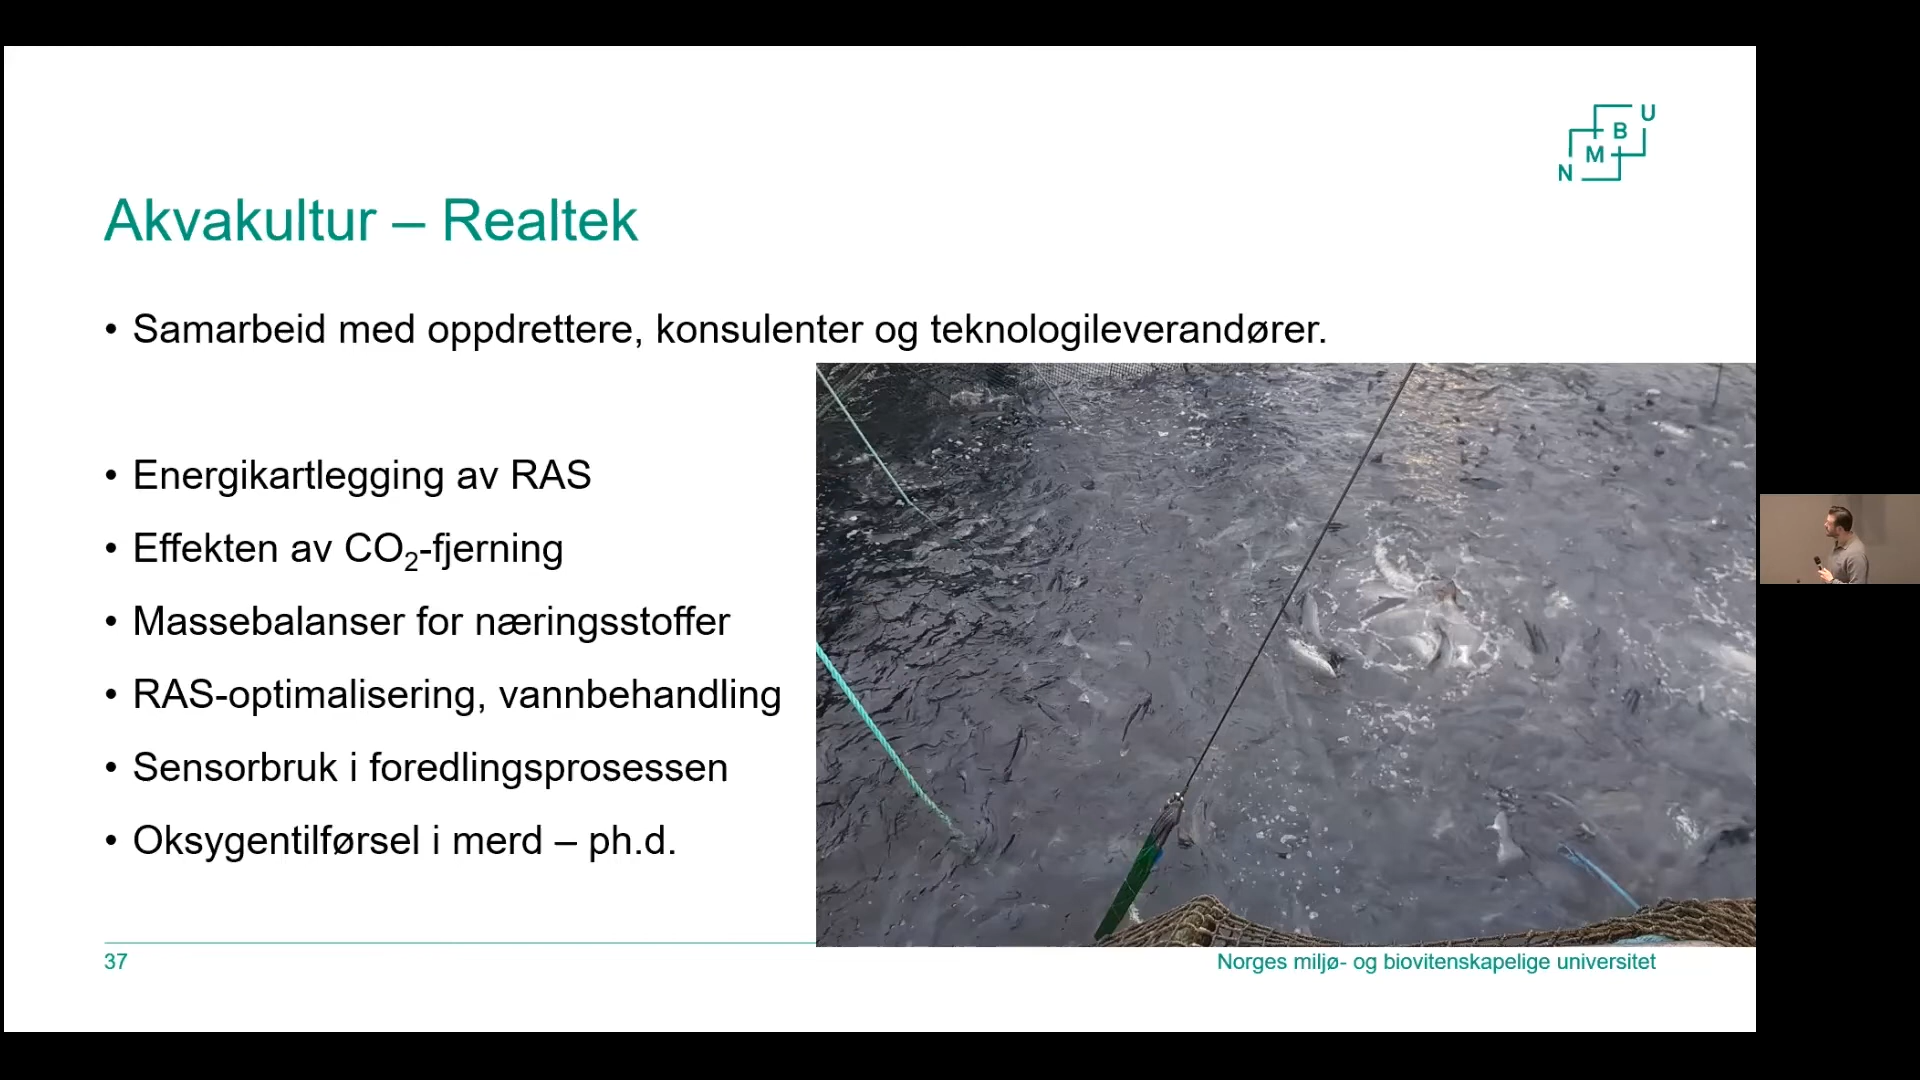 N M B U
Akvakultur – Realtek
• Samarbeid med oppdrettere, konsulenter og teknologileverandører.
• Energikartlegging av RAS
• Effekten av CO₂-fjerning
• Massebalanser for næringsstoffer
• RAS-optimalisering, vannbehandling
• Sensorbruk i foredlingsprosessen
• Oksygentilførsel i merd – ph.d.
37
Norges miljø- og biovitenskapelige universitet